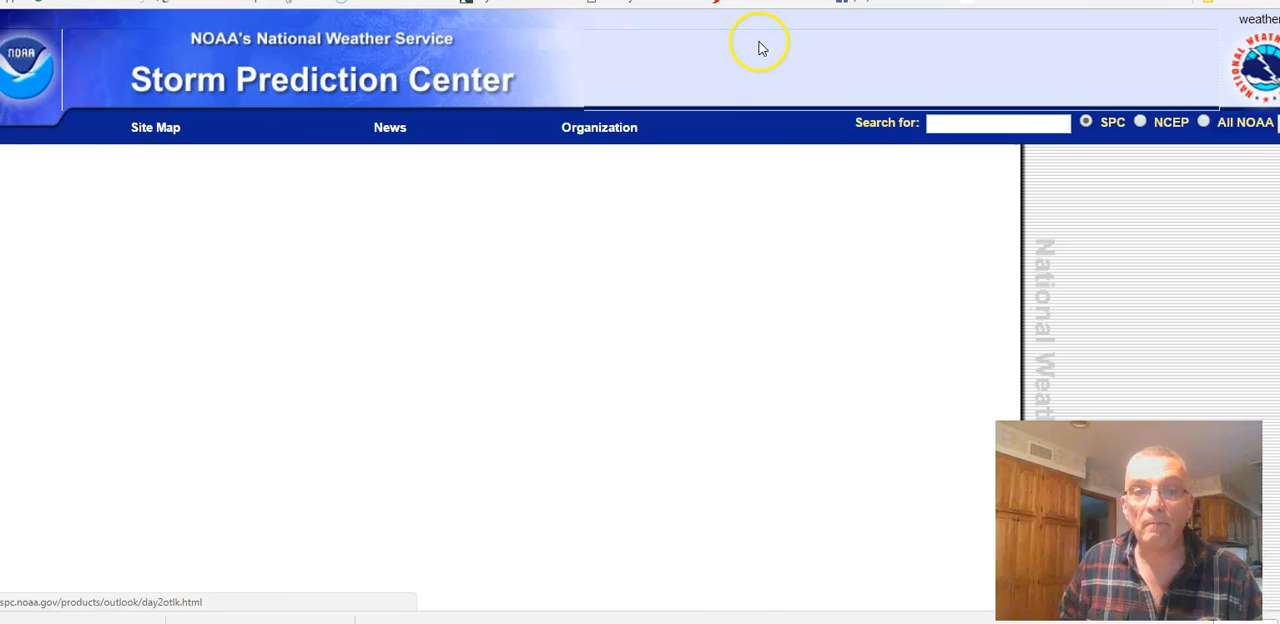 weather
NOAA's National Weather Service
NOAA
Storm Prediction Center
Site Map
News
Organization
Search for:
SPC
NCEP
All NOAA
National Weat
spc.noaa.gov/products/outlook/day2otlk.html